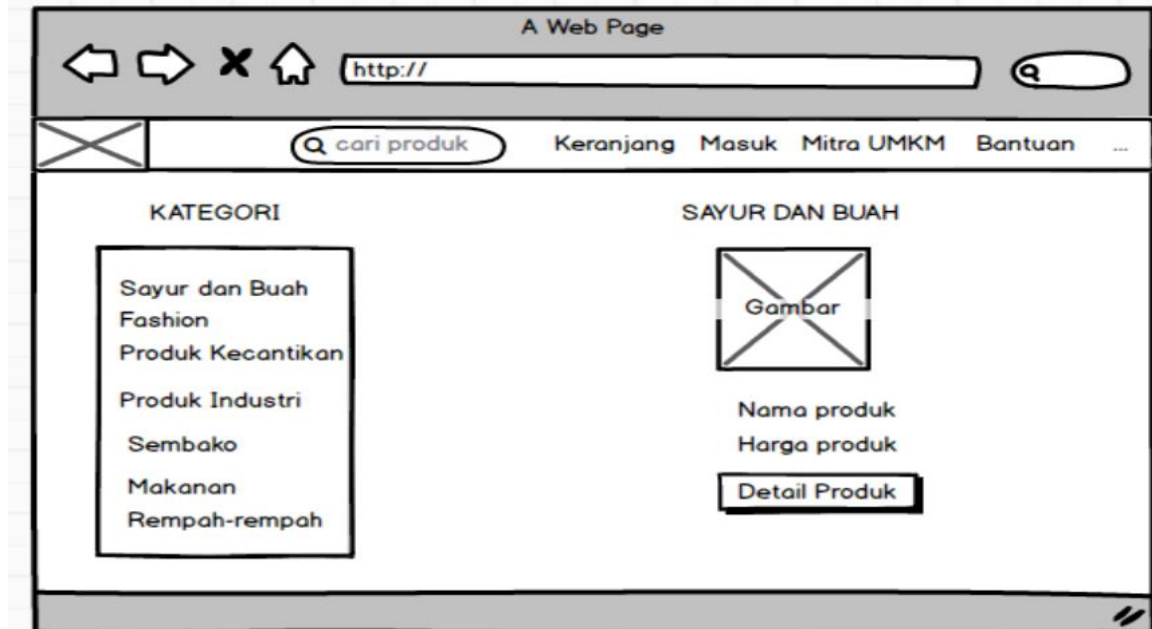 A Web Page
http://
cari produk Keranjang Masuk Mitra UMKM Bantuan ...
KATEGORI
Sayur dan Buah
Fashion
Produk Kecantikan
Produk Industri
Sembako
Makanan
Rempah-rempah
SAYUR DAN BUAH
Gambar
Nama produk
Harga produk
Detail Produk